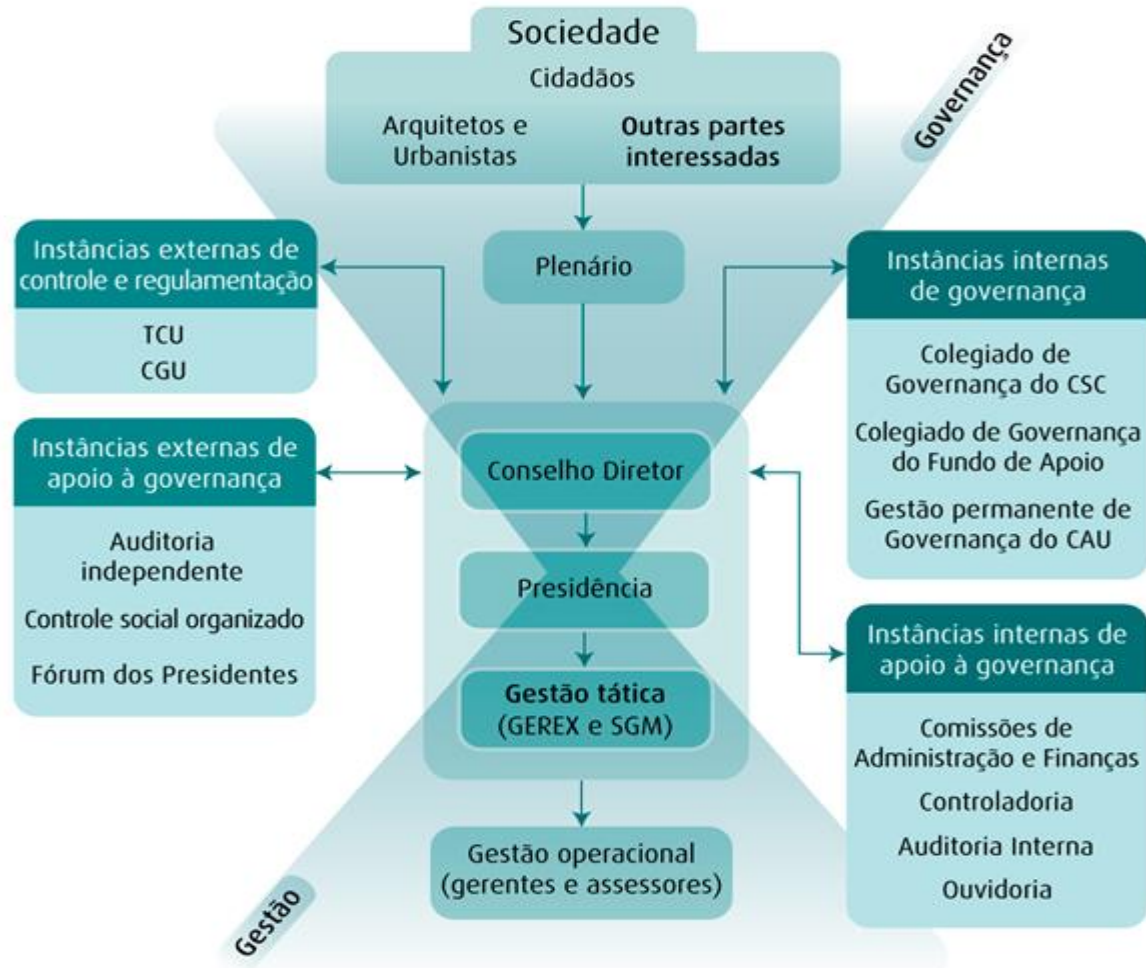 Sociedade
Cidadãos
Arquitetos e
Urbanistas
Outras partes
interessadas
Governança
Plenário
Instâncias externas de
controle e regulamentação
TCU
CGU
Instâncias internas
de governança
Colegiado de
Governança do CSC
Colegiado de Governança
do Fundo de Apoio
Gestão permanente de
Governança do CAU
Instâncias externas de
apoio à governança
Auditoria
independente
Controle social organizado
Fórum dos Presidentes
Conselho Diretor
Presidência
Gestão tática
(GEREX e SGM)
Instâncias internas de
apoio à governança
Comissões de
Administração e Finanças
Controladoria
Auditoria Interna
Ouvidoria
Gestão operacional
(gerentes e assessores)
Gestão